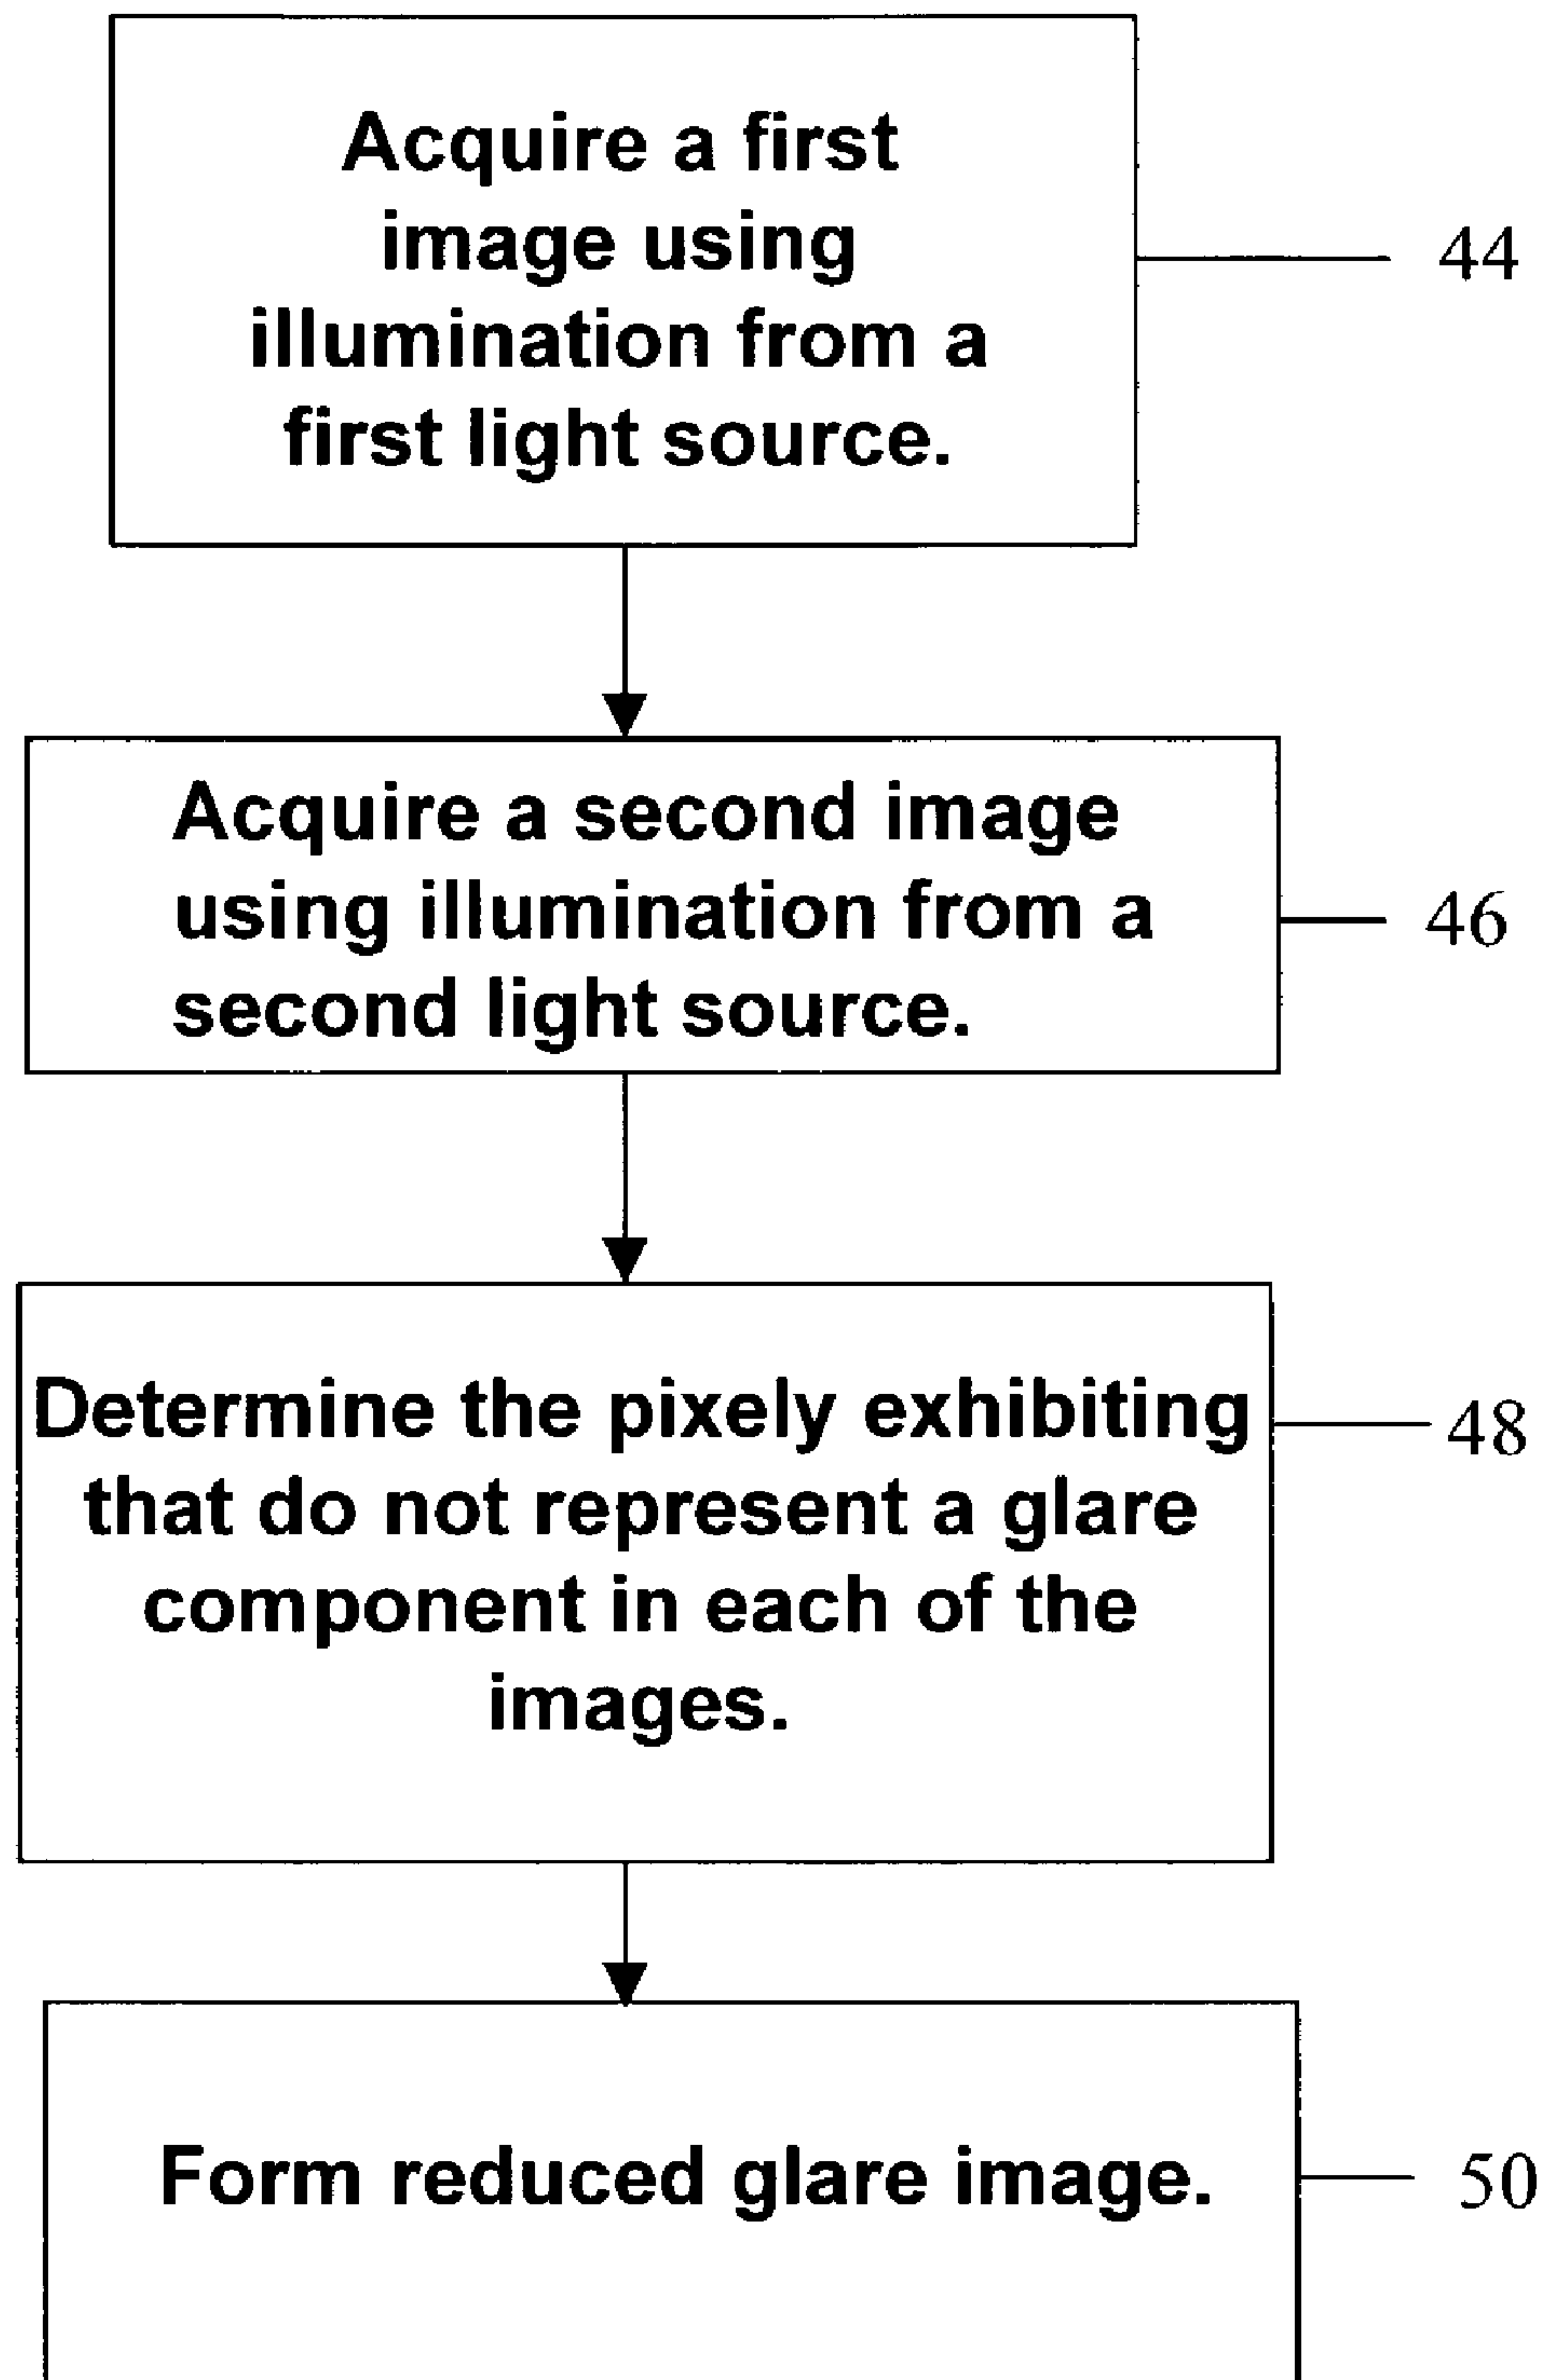 Acquire a first
image using
illumination from a
first light source.
44
Acquire a second image
using illumination from a
second light source.
46
Determine the pixely exhibiting
that do not represent a glare
component in each of the
images.
48
Form reduced glare image.
50